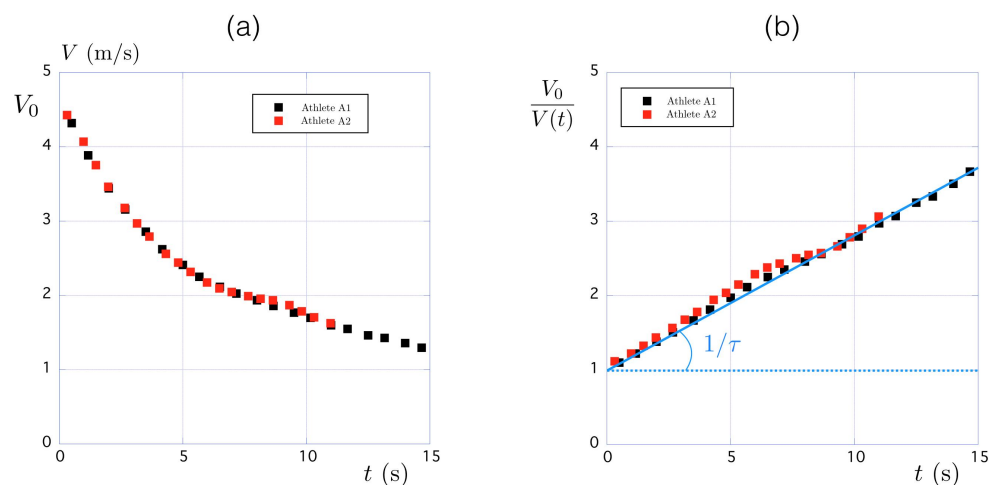 (a)
V (m/s)
5
V₀
4
3
2
1
0
0 5 10 15
t (s)
Athlete A1
Athlete A2
(b)
V₀
V(t)
5
4
3
2
1
0
0 5 10 15
t (s)
Athlete A1
Athlete A2
1/τ